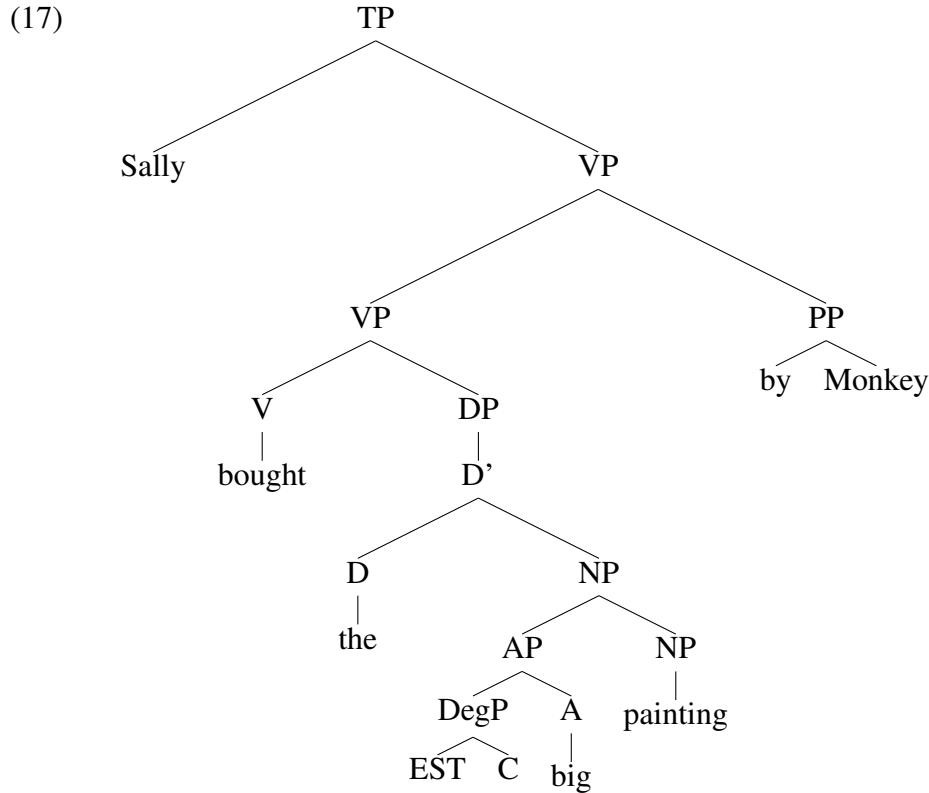 (17) TP
Sally VP
VP PP
by Monkey
V DP
bought D’
D NP
the AP NP
DegP A painting
EST C big